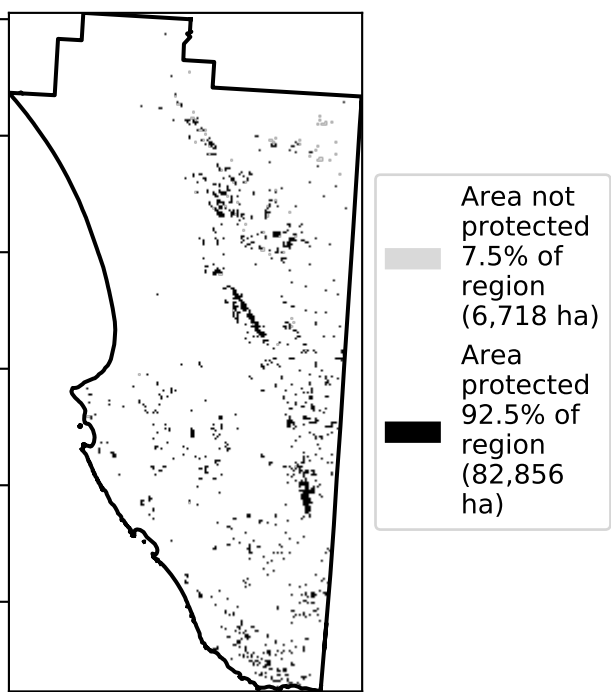 Area not
protected
7.5% of
region
(6,718 ha)
Area
protected
92.5% of
region
(82,856
ha)